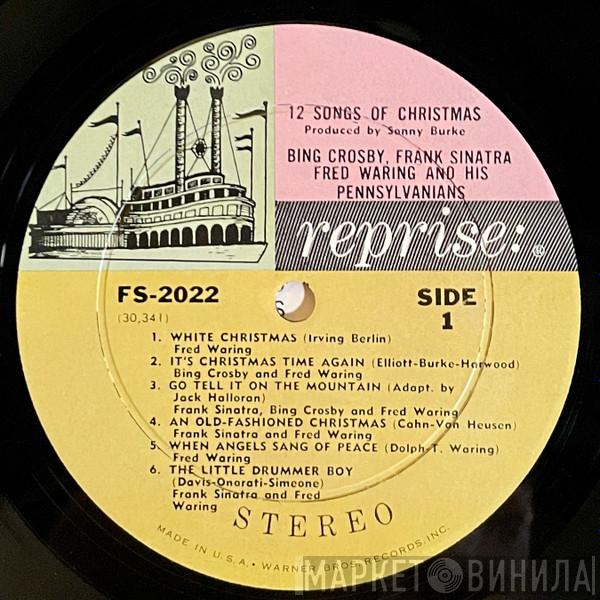 12 SONGS OF CHRISTMAS
Produced by Sonny Burke
BING CROSBY, FRANK SINATRA
FRED WARING AND HIS
PENNSYLVANIANS
reprise:
®
FS-2022
(30,341)
SIDE
1
1. WHITE CHRISTMAS (Irving Berlin)
Fred Waring
2. IT'S CHRISTMAS TIME AGAIN (Elliott-Burke-Harwood)
Bing Crosby and Fred Waring
3. GO TELL IT ON THE MOUNTAIN (Adapt. by
Jack Halloran)
Frank Sinatra, Bing Crosby and Fred Waring
4. AN OLD-FASHIONED CHRISTMAS (Cahn-Van Heusen)
Frank Sinatra and Fred Waring
5. WHEN ANGELS SANG OF PEACE (Dolph-T. Waring)
Fred Waring
6. THE LITTLE DRUMMER BOY
(Davis-Onorati-Simeone)
Frank Sinatra and Fred
Waring
STEREO
MADE IN U.S.A. • WARNER BROS. RECORDS, INC.
МАРКЕТ ВИНИЛА